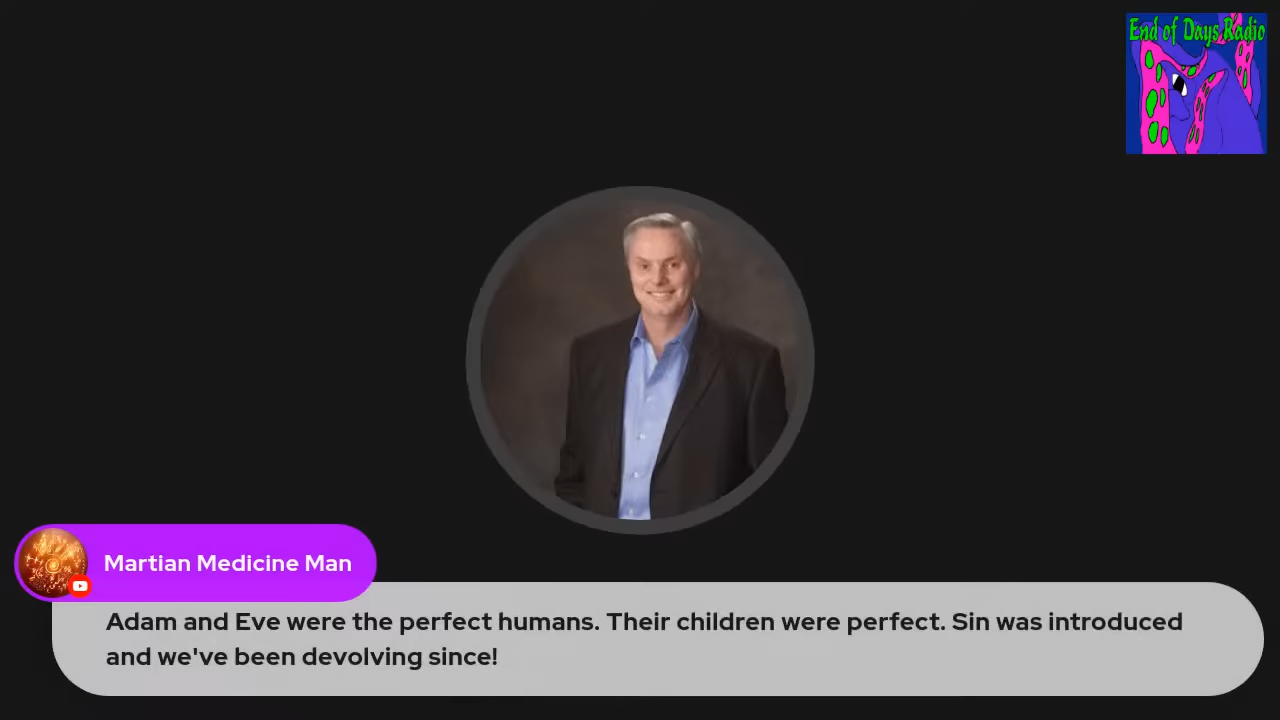 End of Days Radio
Martian Medicine Man
Adam and Eve were the perfect humans. Their children were perfect. Sin was introduced
and we've been devolving since!